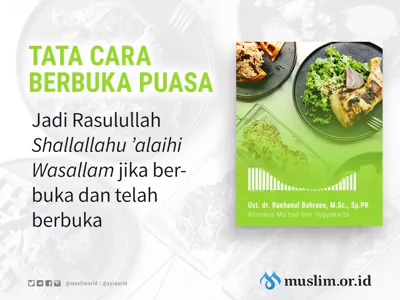 TATA CARA
BERBUKA PUASA
Jadi Rasulullah
Shallallahu 'alaihi
Wasallam jika ber-
buka dan telah
berbuka
Ust. dr. Raehanul Bahraen, M.Sc., Sp.PK
Alumnus Ma'had Ilmi Yogyakarta
@muslimorid / @ypiaorid
muslim.or.id